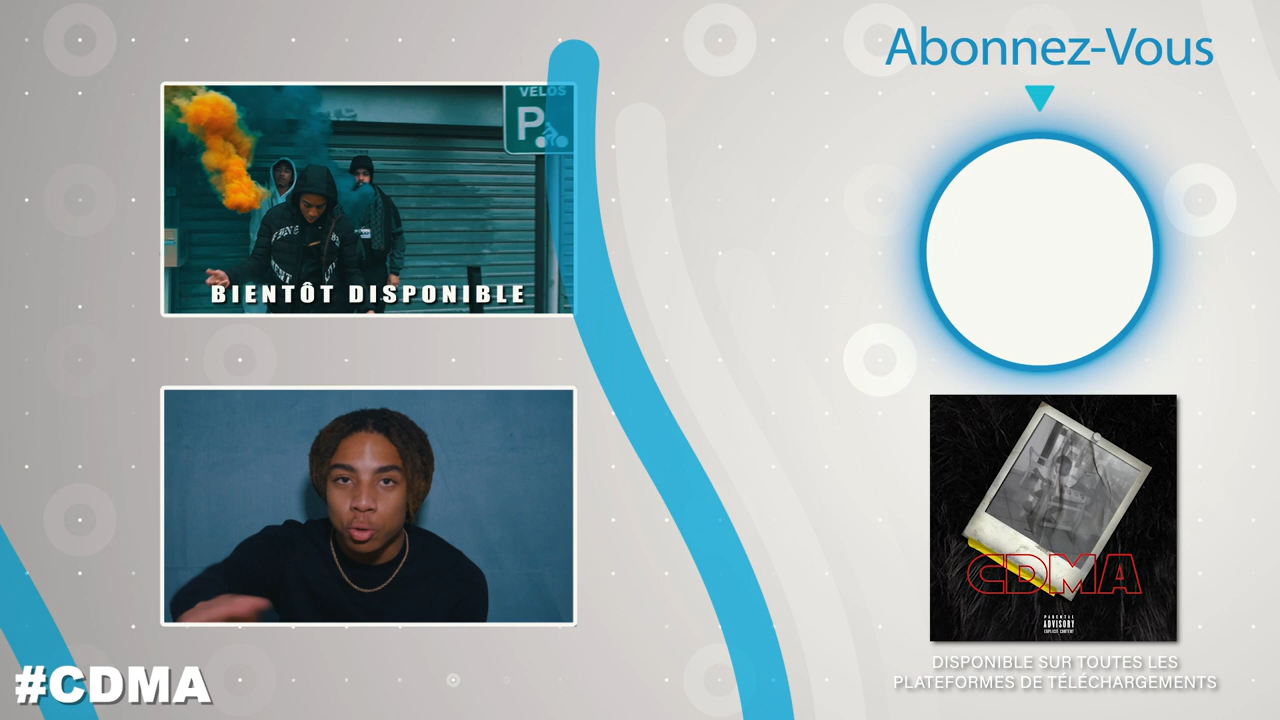 Abonnez-Vous
VELOS
P
BIENTÔT DISPONIBLE
CDMA
PARENTAL
ADVISORY
EXPLICIT CONTENT
DISPONIBLE SUR TOUTES LES
PLATEFORMES DE TÉLÉCHARGEMENTS
#CDMA